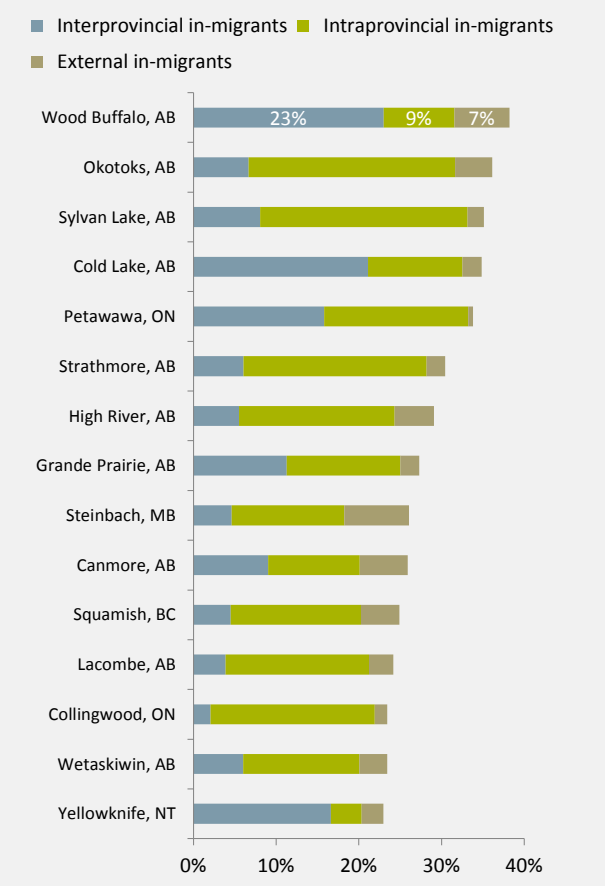 Interprovincial in-migrants Intraprovincial in-migrants
External in-migrants
Wood Buffalo, AB 23% 9% 7%
Okotoks, AB
Sylvan Lake, AB
Cold Lake, AB
Petawawa, ON
Strathmore, AB
High River, AB
Grande Prairie, AB
Steinbach, MB
Canmore, AB
Squamish, BC
Lacombe, AB
Collingwood, ON
Wetaskiwin, AB
Yellowknife, NT
0% 10% 20% 30% 40%